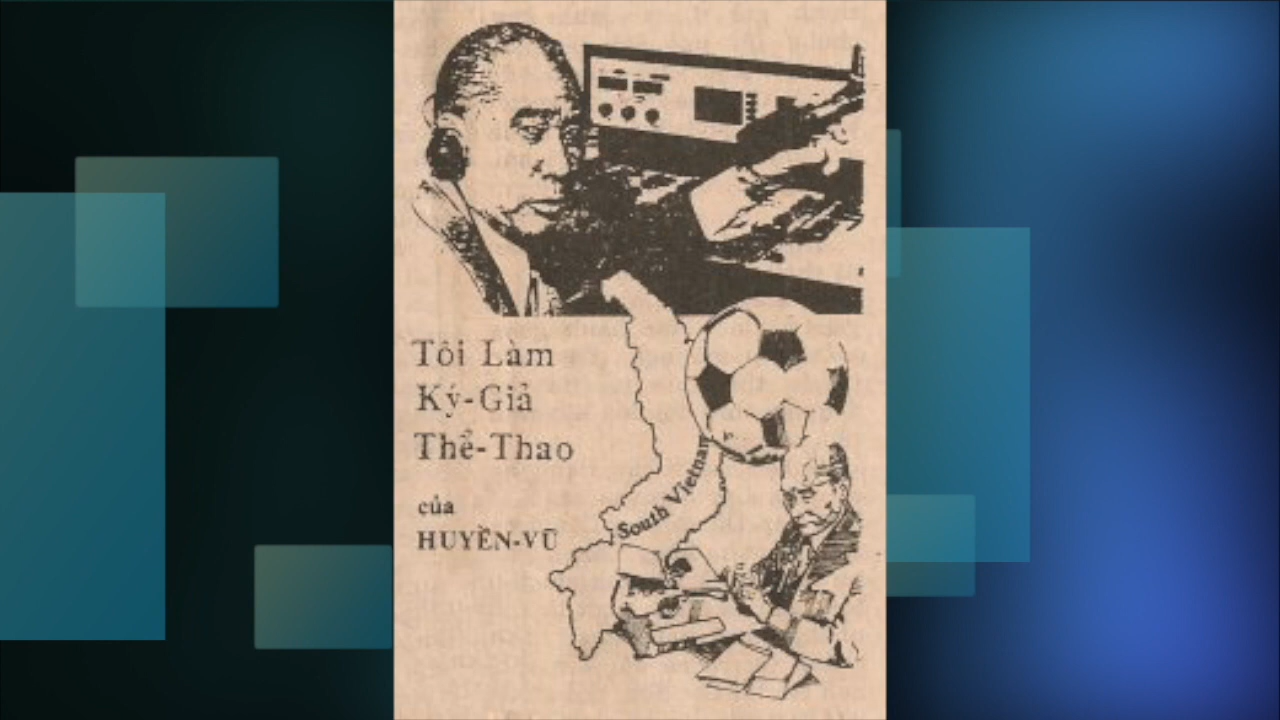 Tôi Làm
Ký-Giả
Thể-Thao
của
HUYỀN-VŨ
South Vietnam